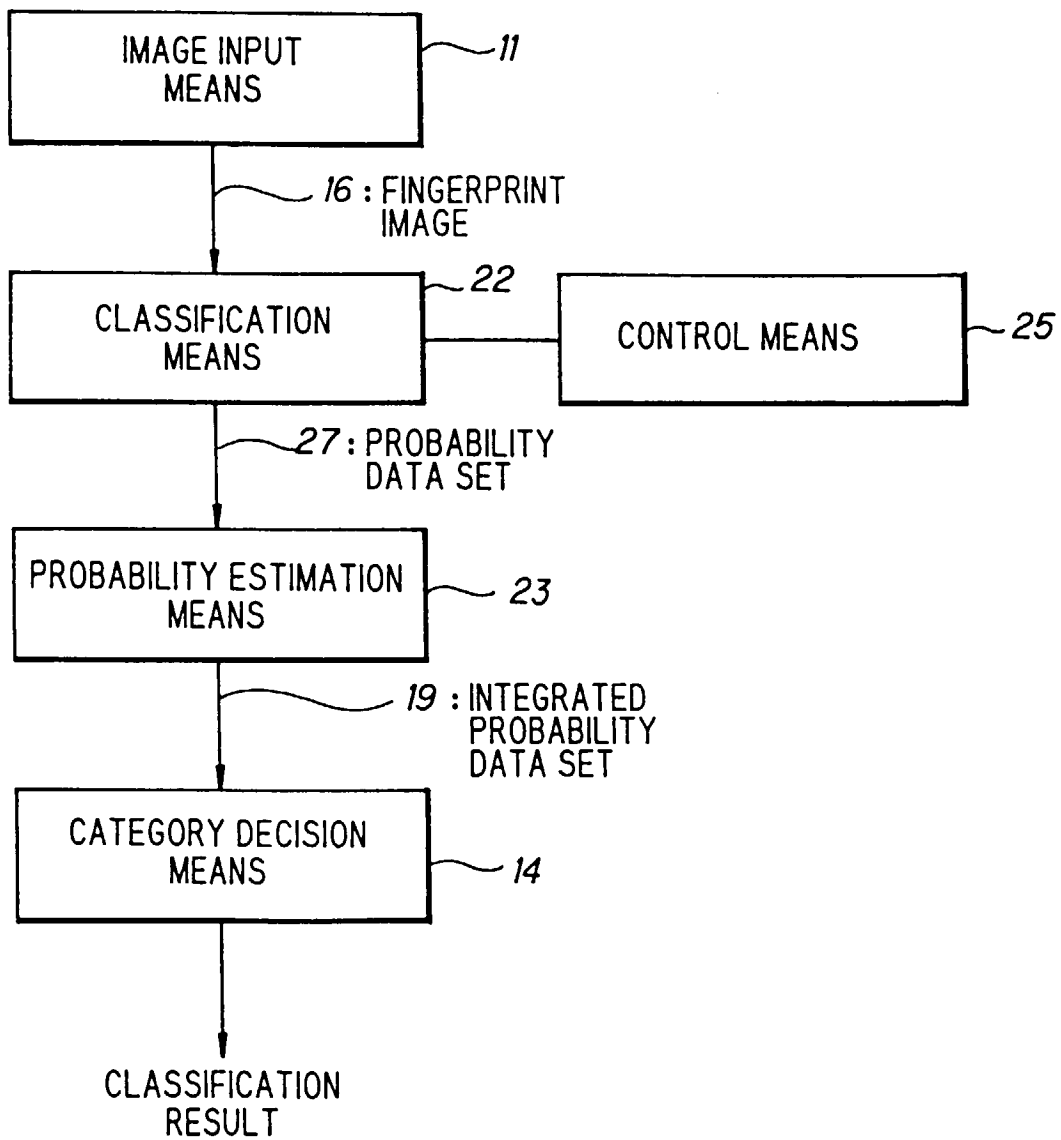 IMAGE INPUT
MEANS
11
16 : FINGERPRINT
IMAGE
CLASSIFICATION
MEANS
22
CONTROL MEANS
25
27 : PROBABILITY
DATA SET
PROBABILITY ESTIMATION
MEANS
23
19 : INTEGRATED
PROBABILITY
DATA SET
CATEGORY DECISION
MEANS
14
CLASSIFICATION
RESULT